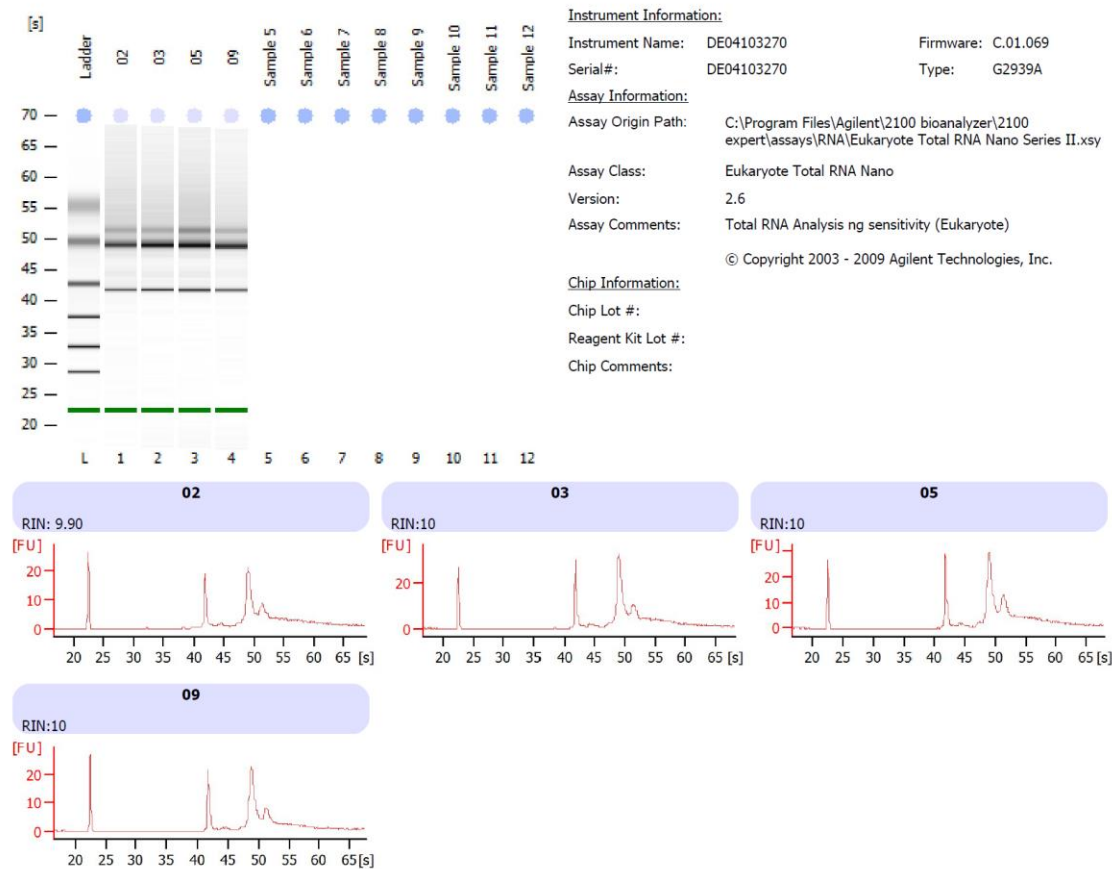 [s]
Ladder
02
03
05
09
Sample 5
Sample 6
Sample 7
Sample 8
Sample 9
Sample 10
Sample 11
Sample 12
70
65
60
55
50
45
40
35
30
25
20
L 1 2 3 4 5 6 7 8 9 10 11 12
Instrument Information:
Instrument Name: DE04103270 Firmware: C.01.069
Serial#: DE04103270 Type: G2939A
Assay Information:
Assay Origin Path: C:\Program Files\Agilent\2100 bioanalyzer\2100
expert\assays\RNA\Eukaryote Total RNA Nano Series II.xsy
Assay Class: Eukaryote Total RNA Nano
Version: 2.6
Assay Comments: Total RNA Analysis ng sensitivity (Eukaryote)
© Copyright 2003 - 2009 Agilent Technologies, Inc.
Chip Information:
Chip Lot #:
Reagent Kit Lot #:
Chip Comments:
02
RIN: 9.90
[FU]
20
10
0
20 25 30 35 40 45 50 55 60 65 [s]
03
RIN:10
[FU]
20
0
20 25 30 35 40 45 50 55 60 65 [s]
05
RIN:10
[FU]
20
10
0
20 25 30 35 40 45 50 55 60 65 [s]
09
RIN:10
[FU]
20
10
0
20 25 30 35 40 45 50 55 60 65 [s]